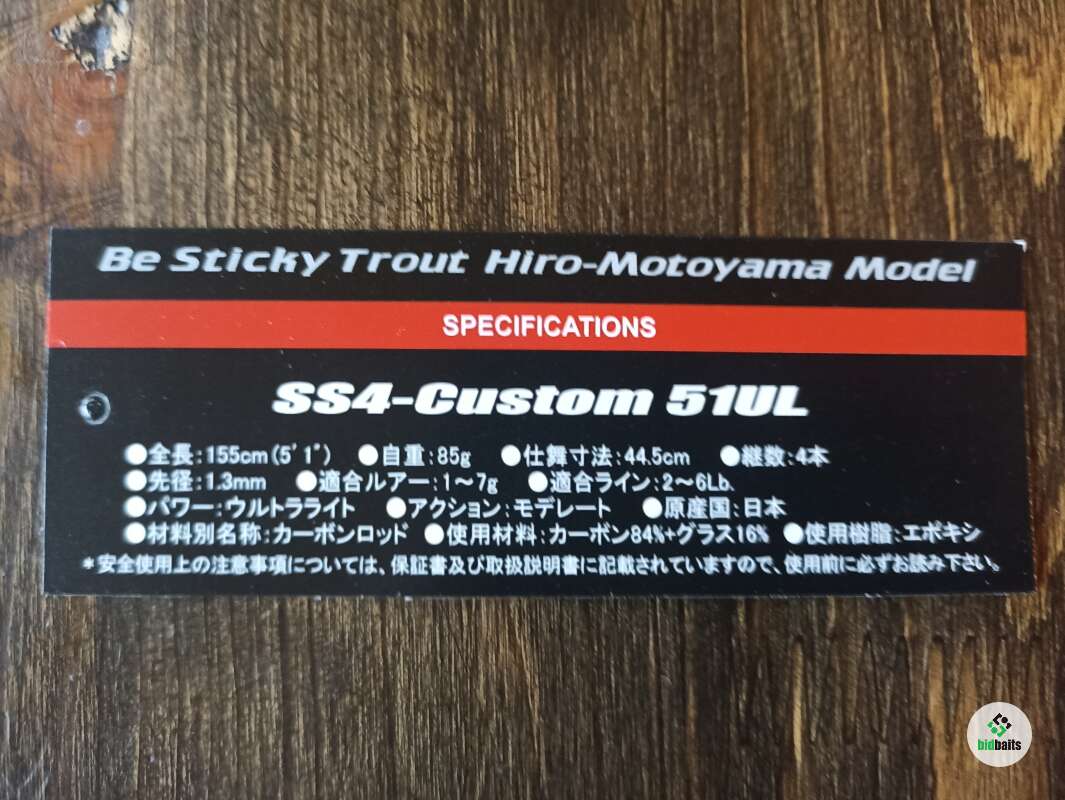 Be Sticky Trout Hiro-Motoyama Model
SPECIFICATIONS
SS4-Custom 51UL
●全長:155cm(5'1") ●自重:85g ●仕舞寸法:44.5cm ●継数:4本
●先径:1.3mm ●適合ルアー:1～7g ●適合ライン:2～6Lb.
●パワー:ウルトラライト ●アクション:モデレート ●原産国:日本
●材料別名称:カーボンロッド ●使用材料:カーボン84%+グラス16% ●使用樹脂:エポキシ
*安全使用上の注意事項については、保証書及び取扱説明書に記載されていますので、使用前に必ずお読み下さい。
bidbaits